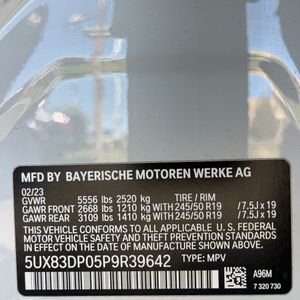 MFD BY BAYERISCHE MOTOREN WERKE AG
02/23
GVWR 5556 lbs 2520 kg TIRE / RIM
GAWR FRONT 2668 lbs 1210 kg WITH 245/50 R19 / 7.5J x 19
GAWR REAR 3109 lbs 1410 kg WITH 245/50 R19 / 7.5J x 19
THIS VEHICLE CONFORMS TO ALL APPLICABLE U. S. FEDERAL
MOTOR VEHICLE SAFETY AND THEFT PREVENTION STANDARDS
IN EFFECT ON THE DATE OF MANUFACTURE SHOWN ABOVE.
5UX83DP05P9R39642 TYPE: MPV
A96M
7 320 730